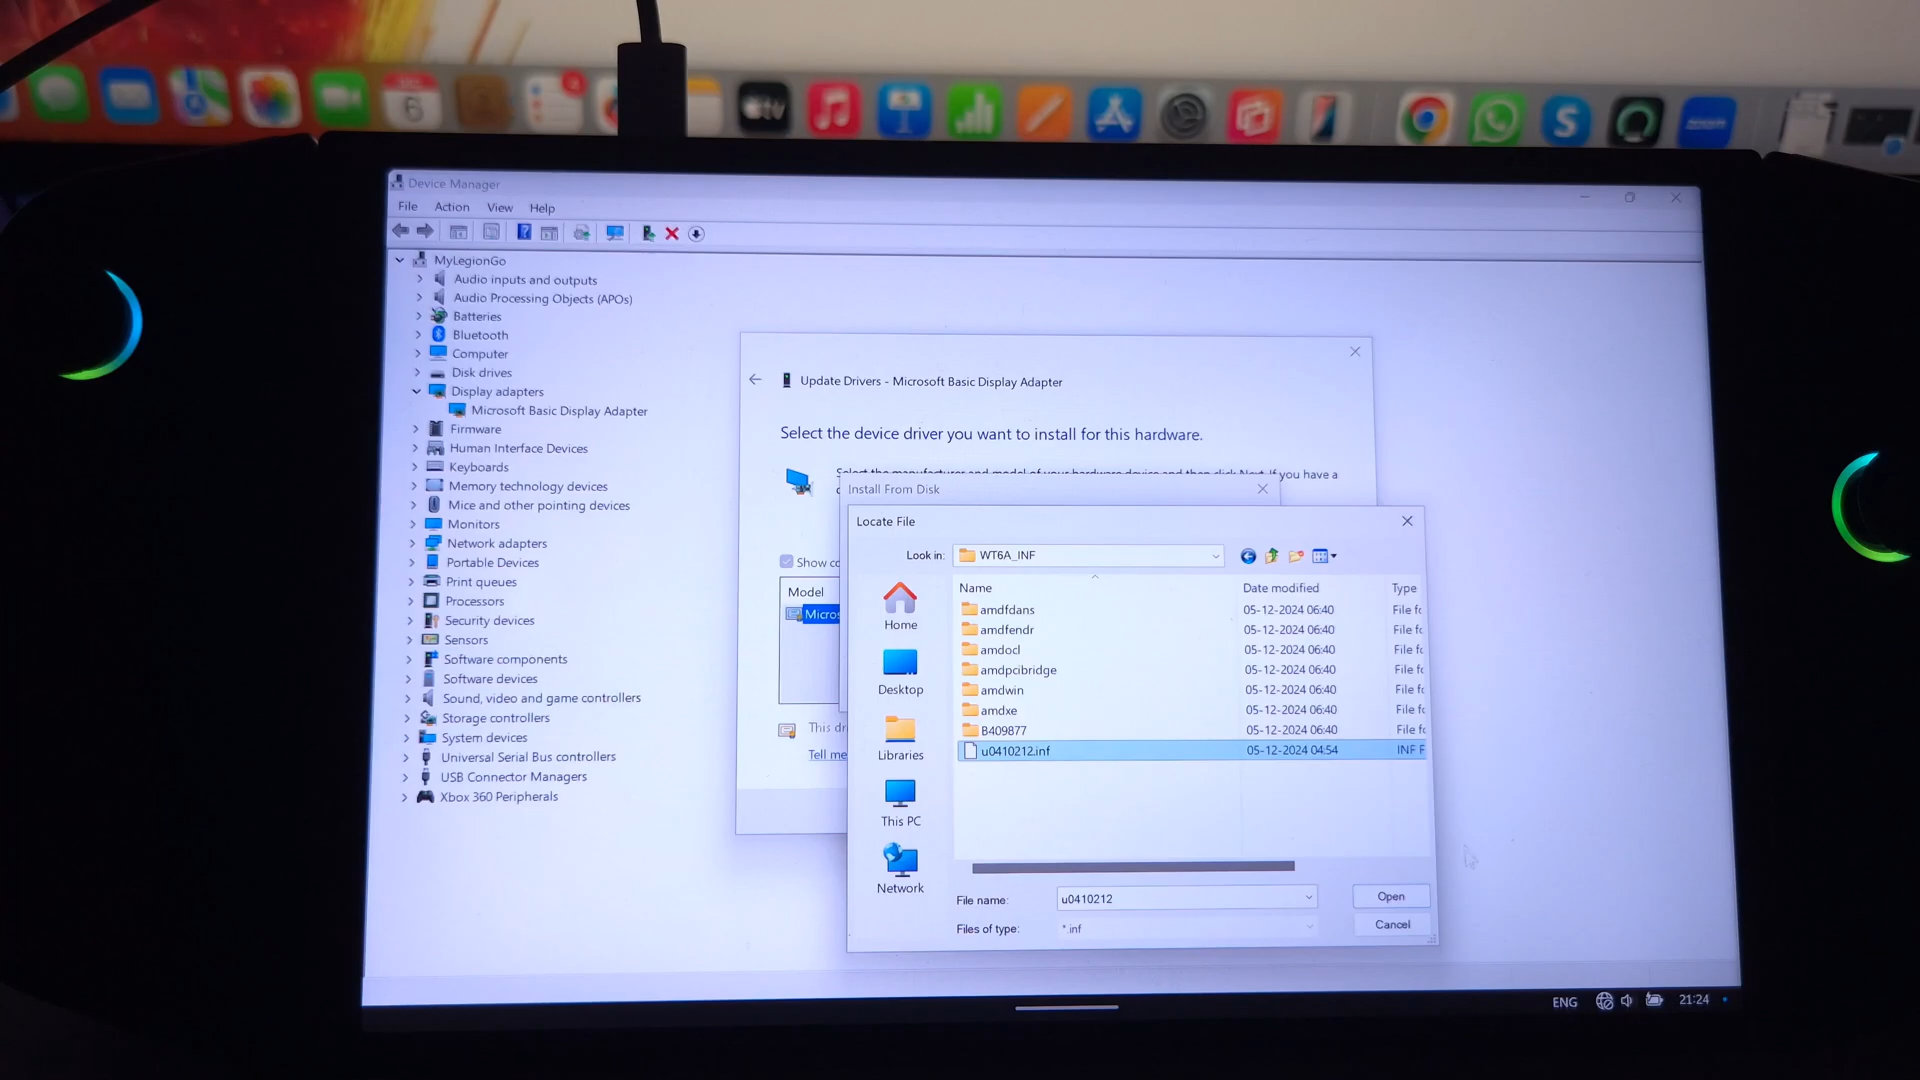 6
tv
S
zoom
Device Manager
File Action View Help
MyLegionGo
Audio inputs and outputs
Audio Processing Objects (APOs)
Batteries
Bluetooth
Computer
Disk drives
Display adapters
Microsoft Basic Display Adapter
Firmware
Human Interface Devices
Keyboards
Memory technology devices
Mice and other pointing devices
Monitors
Network adapters
Portable Devices
Print queues
Processors
Security devices
Sensors
Software components
Software devices
Sound, video and game controllers
Storage controllers
System devices
Universal Serial Bus controllers
USB Connector Managers
Xbox 360 Peripherals
Update Drivers - Microsoft Basic Display Adapter
Select the device driver you want to install for this hardware.
Select the manufacturer and model of your hardware device and then click Next. If you have a
Show co
Model
Micros
This dri
Tell me
Install From Disk
Locate File
Look in: WT6A_INF
Name Date modified Type
amdfdans 05-12-2024 06:40 File fo
amdfendr 05-12-2024 06:40 File fo
amdocl 05-12-2024 06:40 File fo
amdpcibridge 05-12-2024 06:40 File fo
amdwin 05-12-2024 06:40 File fo
amdxe 05-12-2024 06:40 File fo
B409877 05-12-2024 06:40 File fo
u0410212.inf 05-12-2024 04:54 INF F
Home
Desktop
Libraries
This PC
Network
File name: u0410212 Open
Files of type: *.inf Cancel
ENG 21:24